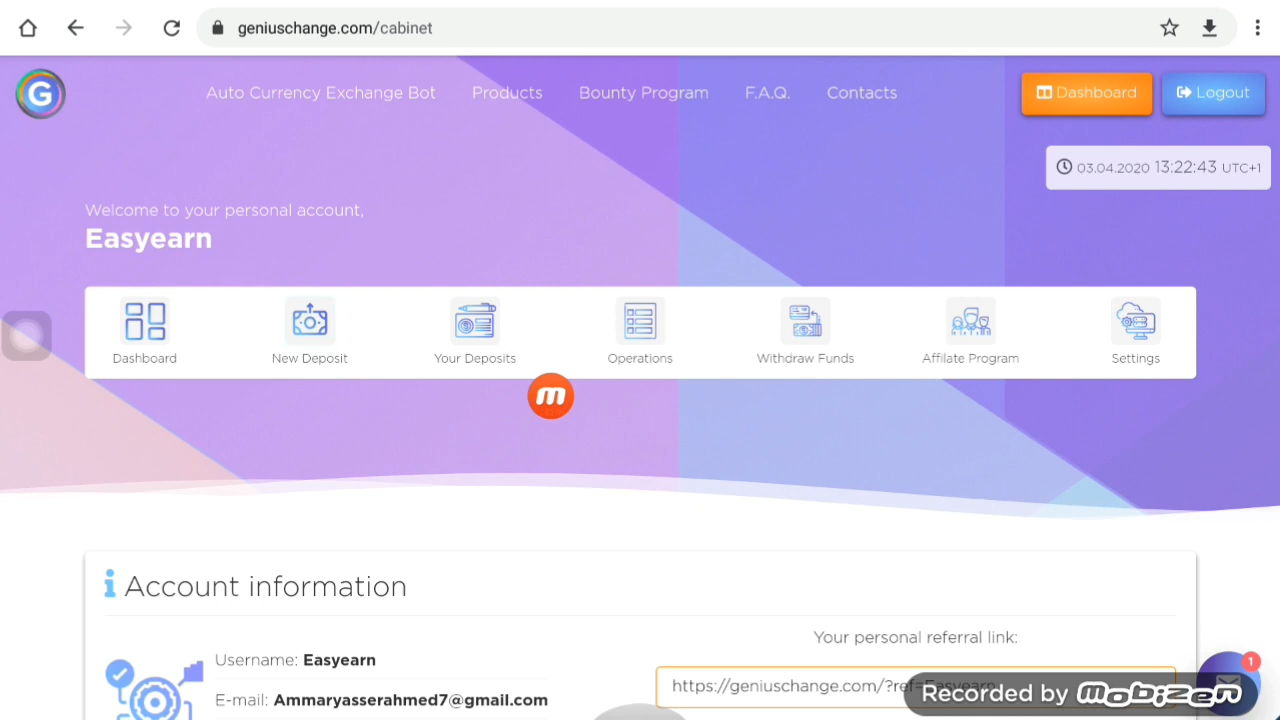 geniuschange.com/cabinet
G
Auto Currency Exchange Bot Products Bounty Program F.A.Q. Contacts Dashboard Logout
03.04.2020 13:22:43 UTC+1
Welcome to your personal account,
Easyearn
Dashboard New Deposit Your Deposits Operations Withdraw Funds Affilate Program Settings
m
Account information
Your personal referral link:
Username: Easyearn
1
https://geniuschange.com/?ref=Easyearn
Recorded by mobizen
E-mail: Ammaryasserahmed7@gmail.com